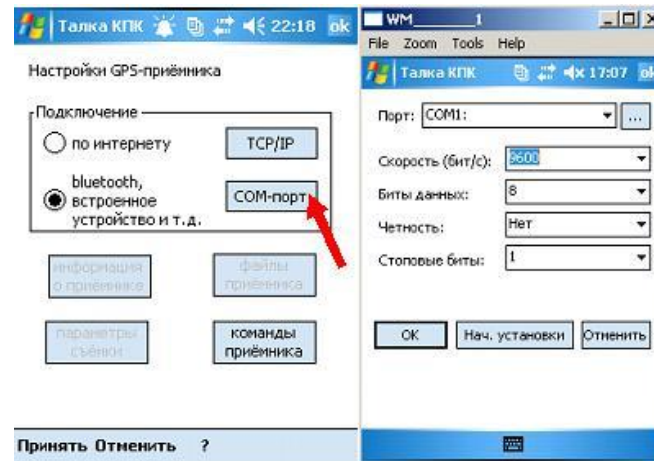 Талка КПК 22:18 ok
Настройки GPS-приёмника
Подключение
по интернету
TCP/IP
bluetooth,
встроенное
устройство и т.д.
COM-порт
информация
о приёмнике
файлы
приёмника
параметры
съёмки
команды
приёмника
Принять Отменить ?
WM_______1
File Zoom Tools Help
Талка КПК 17:07 ok
Порт: COM1: ...
Скорость (бит/с): 9600
Биты данных: 8
Четность: Нет
Стоповые биты: 1
OK Нач. установки Отменить